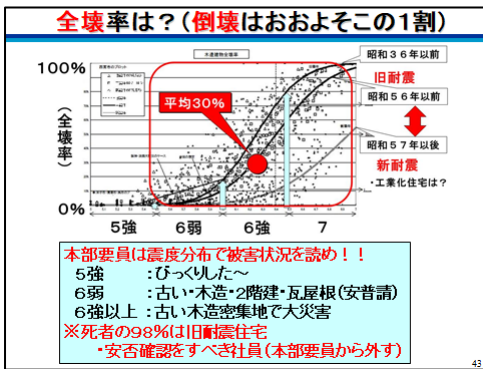 全壊率は？(倒壊はおおよそこの１割)
木造建物全壊率
100%
(全壊率)
0%
平均30%
昭和３６年以前
旧耐震
昭和５６年以前
昭和５７年以後
新耐震
・工業化住宅は？
5強
6弱
6強
7
本部要員は震度分布で被害状況を読め！！
５強　：びっくりした～
６弱　：古い・木造・２階建・瓦屋根(安普請)
６強以上　：古い木造密集地で大災害
※死者の98%は旧耐震住宅
・安否確認をすべき社員(本部要員から外す)
43